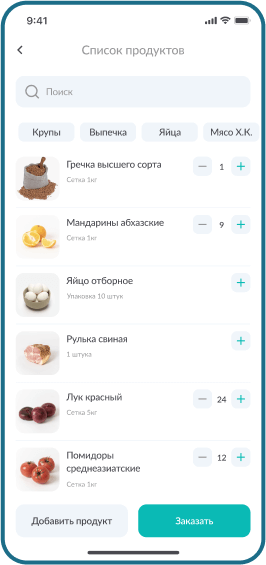 9:41
Список продуктов
Поиск
Крупы Выпечка Яйца Мясо Х.К.
Гречка высшего сорта
Сетка 1кг
— 1 +
Мандарины абхазские
Сетка 1кг
— 9 +
Яйцо отборное
Упаковка 10 штук
+
Рулька свиная
1 штука
+
Лук красный
Сетка 5кг
— 24 +
Помидоры
среднеазиатские
Сетка 1кг
— 12 +
Добавить продукт Заказать